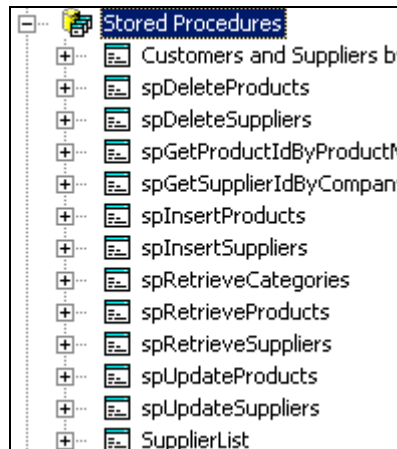 Stored Procedures
Customers and Suppliers b
spDeleteProducts
spDeleteSuppliers
spGetProductIdByProductN
spGetSupplierIdByCompan
spInsertProducts
spInsertSuppliers
spRetrieveCategories
spRetrieveProducts
spRetrieveSuppliers
spUpdateProducts
spUpdateSuppliers
SupplierList